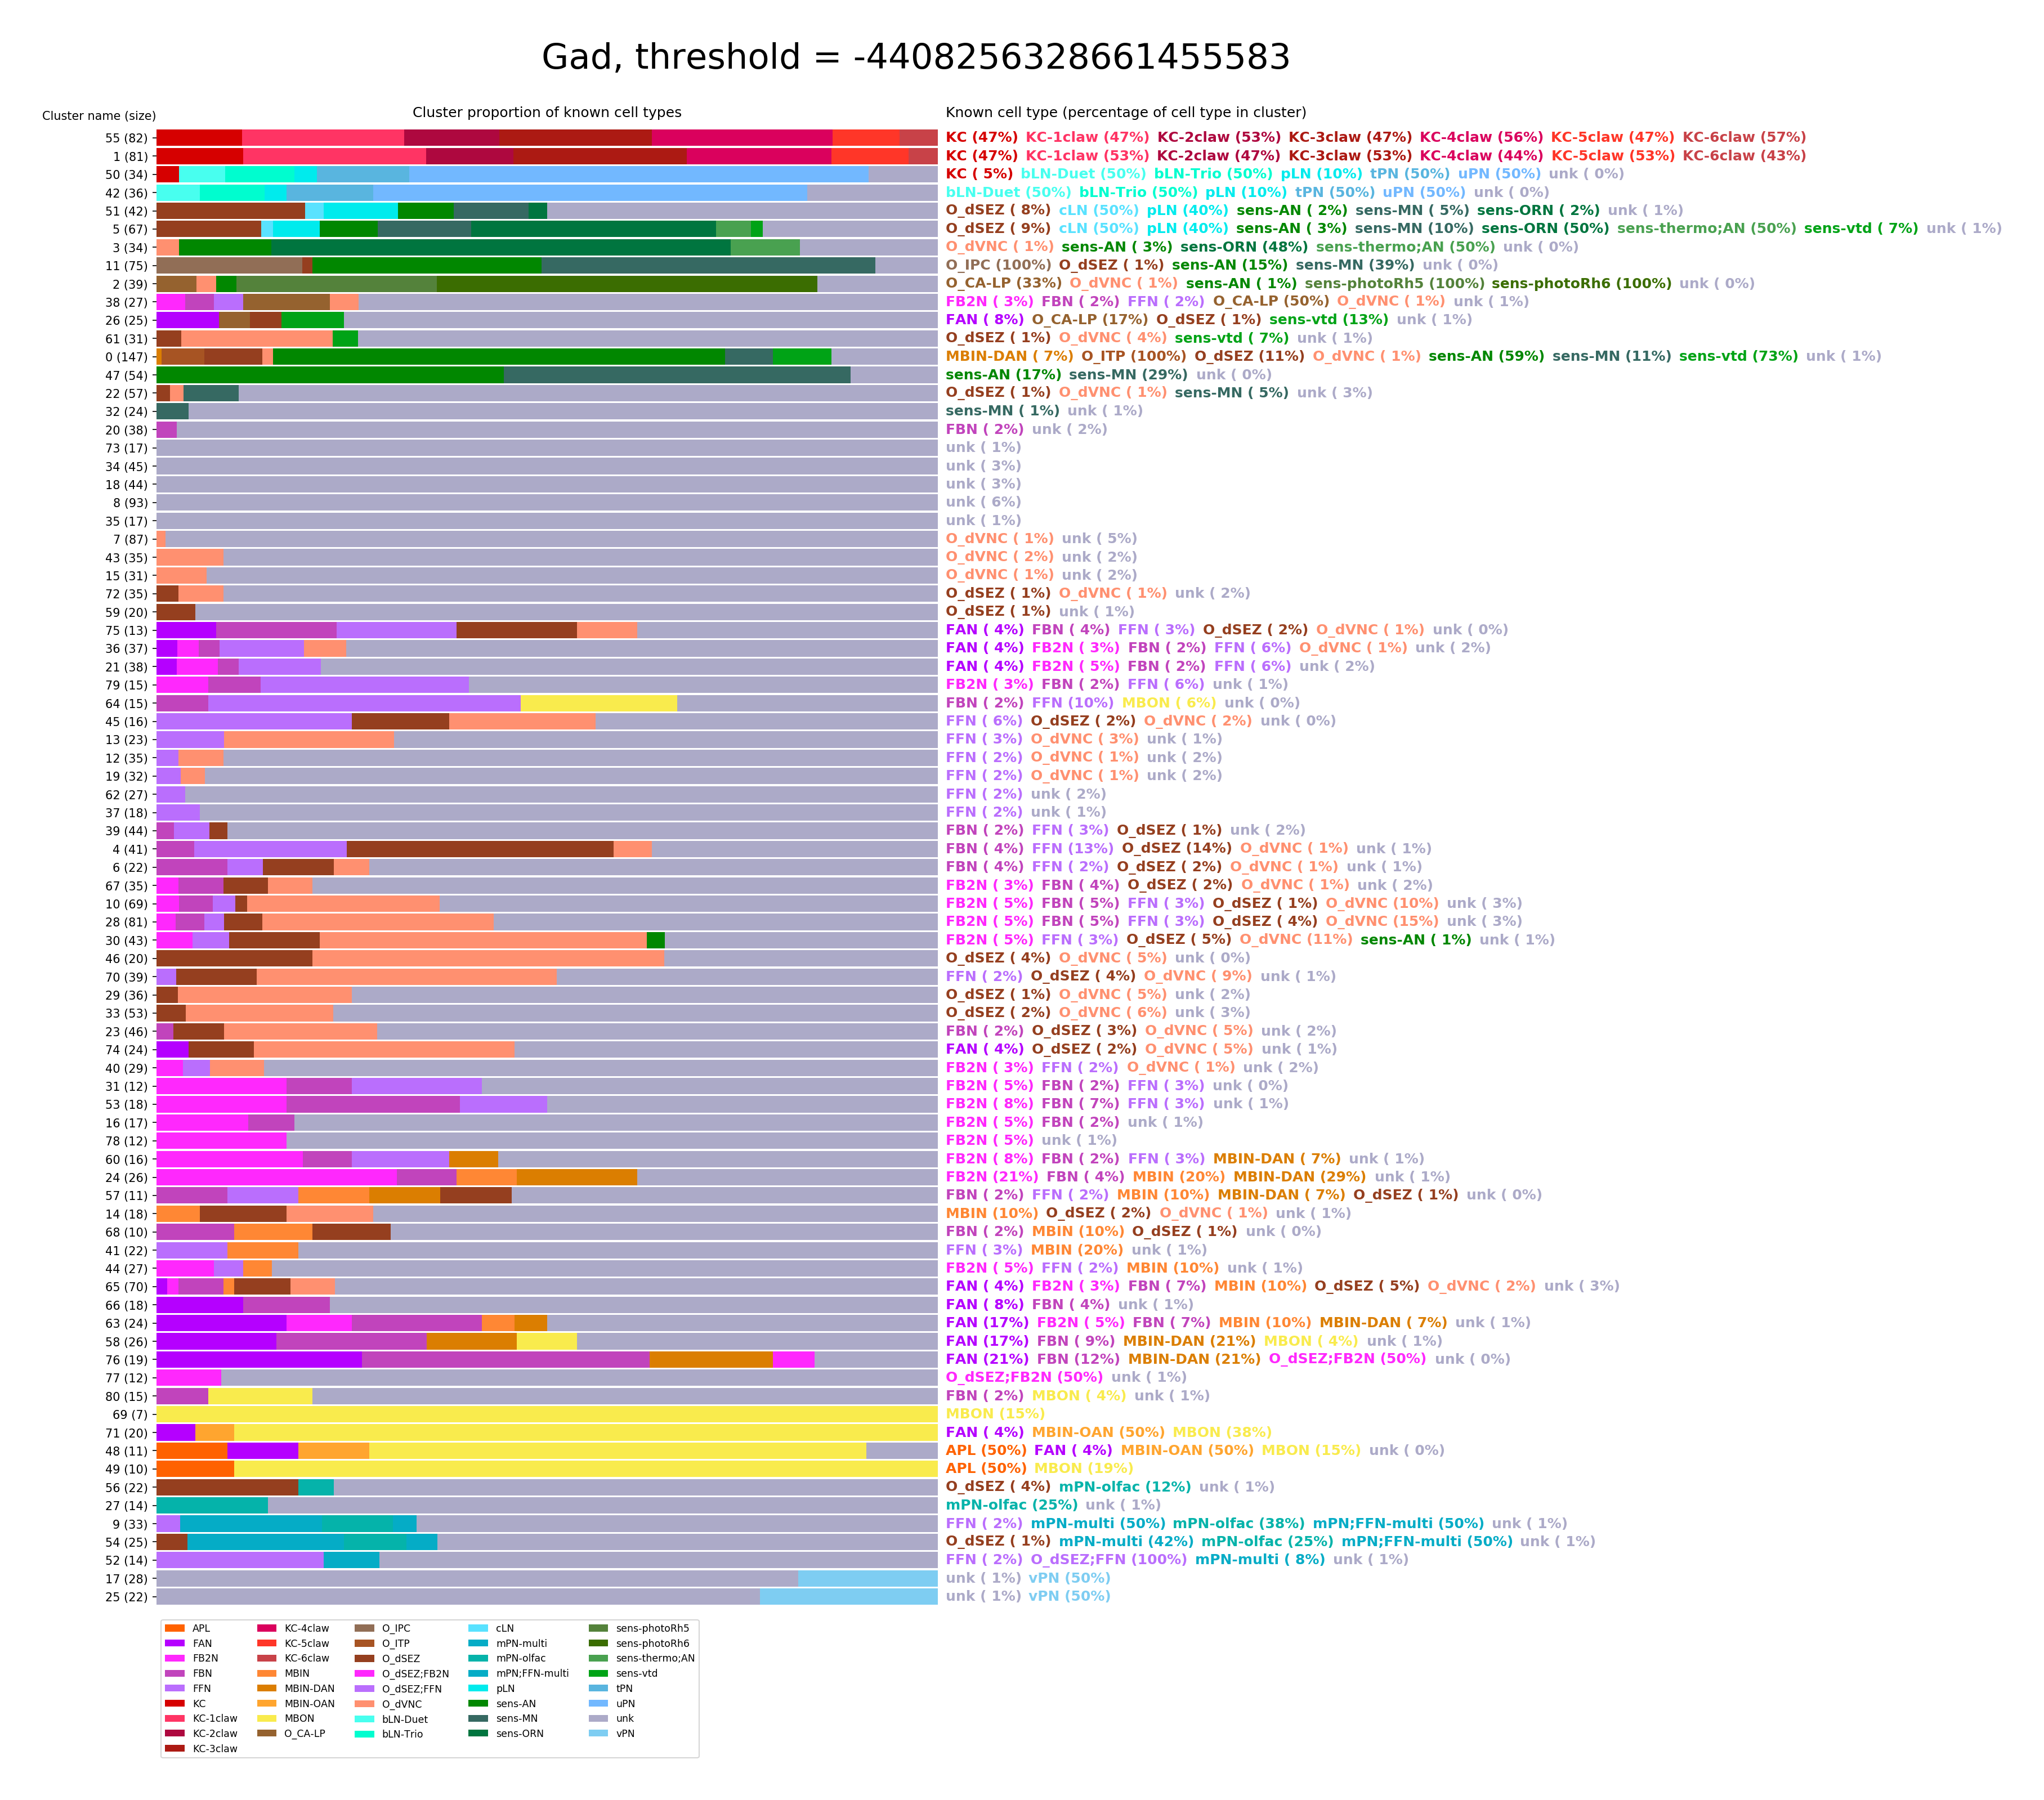 Gad, threshold = -4408256328661455583
Cluster name (size) Cluster proportion of known cell types Known cell type (percentage of cell type in cluster)
55 (82) KC (47%) KC-1claw (47%) KC-2claw (53%) KC-3claw (47%) KC-4claw (56%) KC-5claw (47%) KC-6claw (57%)
1 (81) KC (47%) KC-1claw (53%) KC-2claw (47%) KC-3claw (53%) KC-4claw (44%) KC-5claw (53%) KC-6claw (43%)
50 (34) KC ( 5%) bLN-Duet (50%) bLN-Trio (50%) pLN (10%) tPN (50%) uPN (50%) unk ( 0%)
42 (36) bLN-Duet (50%) bLN-Trio (50%) pLN (10%) tPN (50%) uPN (50%) unk ( 0%)
51 (42) O_dSEZ ( 8%) cLN (50%) pLN (40%) sens-AN ( 2%) sens-MN ( 5%) sens-ORN ( 2%) unk ( 1%)
5 (67) O_dSEZ ( 9%) cLN (50%) pLN (40%) sens-AN ( 3%) sens-MN (10%) sens-ORN (50%) sens-thermo;AN (50%) sens-vtd ( 7%) unk ( 1%)
3 (34) O_dVNC ( 1%) sens-AN ( 3%) sens-ORN (48%) sens-thermo;AN (50%) unk ( 0%)
11 (75) O_IPC (100%) O_dSEZ ( 1%) sens-AN (15%) sens-MN (39%) unk ( 0%)
2 (39) O_CA-LP (33%) O_dVNC ( 1%) sens-AN ( 1%) sens-photoRh5 (100%) sens-photoRh6 (100%) unk ( 0%)
38 (27) FB2N ( 3%) FBN ( 2%) FFN ( 2%) O_CA-LP (50%) O_dVNC ( 1%) unk ( 1%)
26 (25) FAN ( 8%) O_CA-LP (17%) O_dSEZ ( 1%) sens-vtd (13%) unk ( 1%)
61 (31) O_dSEZ ( 1%) O_dVNC ( 4%) sens-vtd ( 7%) unk ( 1%)
0 (147) MBIN-DAN ( 7%) O_ITP (100%) O_dSEZ (11%) O_dVNC ( 1%) sens-AN (59%) sens-MN (11%) sens-vtd (73%) unk ( 1%)
47 (54) sens-AN (17%) sens-MN (29%) unk ( 0%)
22 (57) O_dSEZ ( 1%) O_dVNC ( 1%) sens-MN ( 5%) unk ( 3%)
32 (24) sens-MN ( 1%) unk ( 1%)
20 (38) FBN ( 2%) unk ( 2%)
73 (17) unk ( 1%)
34 (45) unk ( 3%)
18 (44) unk ( 3%)
8 (93) unk ( 6%)
35 (17) unk ( 1%)
7 (87) O_dVNC ( 1%) unk ( 5%)
43 (35) O_dVNC ( 2%) unk ( 2%)
15 (31) O_dVNC ( 1%) unk ( 2%)
72 (35) O_dSEZ ( 1%) O_dVNC ( 1%) unk ( 2%)
59 (20) O_dSEZ ( 1%) unk ( 1%)
75 (13) FAN ( 4%) FBN ( 4%) FFN ( 3%) O_dSEZ ( 2%) O_dVNC ( 1%) unk ( 0%)
36 (37) FAN ( 4%) FB2N ( 3%) FBN ( 2%) FFN ( 6%) O_dVNC ( 1%) unk ( 2%)
21 (38) FAN ( 4%) FB2N ( 5%) FBN ( 2%) FFN ( 6%) unk ( 2%)
79 (15) FB2N ( 3%) FBN ( 2%) FFN ( 6%) unk ( 1%)
64 (15) FBN ( 2%) FFN (10%) MBON ( 6%) unk ( 0%)
45 (16) FFN ( 6%) O_dSEZ ( 2%) O_dVNC ( 2%) unk ( 0%)
13 (23) FFN ( 3%) O_dVNC ( 3%) unk ( 1%)
12 (35) FFN ( 2%) O_dVNC ( 1%) unk ( 2%)
19 (32) FFN ( 2%) O_dVNC ( 1%) unk ( 2%)
62 (27) FFN ( 2%) unk ( 2%)
37 (18) FFN ( 2%) unk ( 1%)
39 (44) FBN ( 2%) FFN ( 3%) O_dSEZ ( 1%) unk ( 2%)
4 (41) FBN ( 4%) FFN (13%) O_dSEZ (14%) O_dVNC ( 1%) unk ( 1%)
6 (22) FBN ( 4%) FFN ( 2%) O_dSEZ ( 2%) O_dVNC ( 1%) unk ( 1%)
67 (35) FB2N ( 3%) FBN ( 4%) O_dSEZ ( 2%) O_dVNC ( 1%) unk ( 2%)
10 (69) FB2N ( 5%) FBN ( 5%) FFN ( 3%) O_dSEZ ( 1%) O_dVNC (10%) unk ( 3%)
28 (81) FB2N ( 5%) FBN ( 5%) FFN ( 3%) O_dSEZ ( 4%) O_dVNC (15%) unk ( 3%)
30 (43) FB2N ( 5%) FFN ( 3%) O_dSEZ ( 5%) O_dVNC (11%) sens-AN ( 1%) unk ( 1%)
46 (20) O_dSEZ ( 4%) O_dVNC ( 5%) unk ( 0%)
70 (39) FFN ( 2%) O_dSEZ ( 4%) O_dVNC ( 9%) unk ( 1%)
29 (36) O_dSEZ ( 1%) O_dVNC ( 5%) unk ( 2%)
33 (53) O_dSEZ ( 2%) O_dVNC ( 6%) unk ( 3%)
23 (46) FBN ( 2%) O_dSEZ ( 3%) O_dVNC ( 5%) unk ( 2%)
74 (24) FAN ( 4%) O_dSEZ ( 2%) O_dVNC ( 5%) unk ( 1%)
40 (29) FB2N ( 3%) FFN ( 2%) O_dVNC ( 1%) unk ( 2%)
31 (12) FB2N ( 5%) FBN ( 2%) FFN ( 3%) unk ( 0%)
53 (18) FB2N ( 8%) FBN ( 7%) FFN ( 3%) unk ( 1%)
16 (17) FB2N ( 5%) FBN ( 2%) unk ( 1%)
78 (12) FB2N ( 5%) unk ( 1%)
60 (16) FB2N ( 8%) FBN ( 2%) FFN ( 3%) MBIN-DAN ( 7%) unk ( 1%)
24 (26) FB2N (21%) FBN ( 4%) MBIN (20%) MBIN-DAN (29%) unk ( 1%)
57 (11) FBN ( 2%) FFN ( 2%) MBIN (10%) MBIN-DAN ( 7%) O_dSEZ ( 1%) unk ( 0%)
14 (18) MBIN (10%) O_dSEZ ( 2%) O_dVNC ( 1%) unk ( 1%)
68 (10) FBN ( 2%) MBIN (10%) O_dSEZ ( 1%) unk ( 0%)
41 (22) FFN ( 3%) MBIN (20%) unk ( 1%)
44 (27) FB2N ( 5%) FFN ( 2%) MBIN (10%) unk ( 1%)
65 (70) FAN ( 4%) FB2N ( 3%) FBN ( 7%) MBIN (10%) O_dSEZ ( 5%) O_dVNC ( 2%) unk ( 3%)
66 (18) FAN ( 8%) FBN ( 4%) unk ( 1%)
63 (24) FAN (17%) FB2N ( 5%) FBN ( 7%) MBIN (10%) MBIN-DAN ( 7%) unk ( 1%)
58 (26) FAN (17%) FBN ( 9%) MBIN-DAN (21%) MBON ( 4%) unk ( 1%)
76 (19) FAN (21%) FBN (12%) MBIN-DAN (21%) O_dSEZ;FB2N (50%) unk ( 0%)
77 (12) O_dSEZ;FB2N (50%) unk ( 1%)
80 (15) FBN ( 2%) MBON ( 4%) unk ( 1%)
69 (7) MBON (15%)
71 (20) FAN ( 4%) MBIN-OAN (50%) MBON (38%)
48 (11) APL (50%) FAN ( 4%) MBIN-OAN (50%) MBON (15%) unk ( 0%)
49 (10) APL (50%) MBON (19%)
56 (22) O_dSEZ ( 4%) mPN-olfac (12%) unk ( 1%)
27 (14) mPN-olfac (25%) unk ( 1%)
9 (33) FFN ( 2%) mPN-multi (50%) mPN-olfac (38%) mPN;FFN-multi (50%) unk ( 1%)
54 (25) O_dSEZ ( 1%) mPN-multi (42%) mPN-olfac (25%) mPN;FFN-multi (50%) unk ( 1%)
52 (14) FFN ( 2%) O_dSEZ;FFN (100%) mPN-multi ( 8%) unk ( 1%)
17 (28) unk ( 1%) vPN (50%)
25 (22) unk ( 1%) vPN (50%)
APL KC-4claw O_IPC cLN sens-photoRh5
FAN KC-5claw O_ITP mPN-multi sens-photoRh6
FB2N KC-6claw O_dSEZ mPN-olfac sens-thermo;AN
FBN MBIN O_dSEZ;FB2N mPN;FFN-multi sens-vtd
FFN MBIN-DAN O_dSEZ;FFN pLN tPN
KC MBIN-OAN O_dVNC sens-AN uPN
KC-1claw MBON bLN-Duet sens-MN unk
KC-2claw O_CA-LP bLN-Trio sens-ORN vPN
KC-3claw